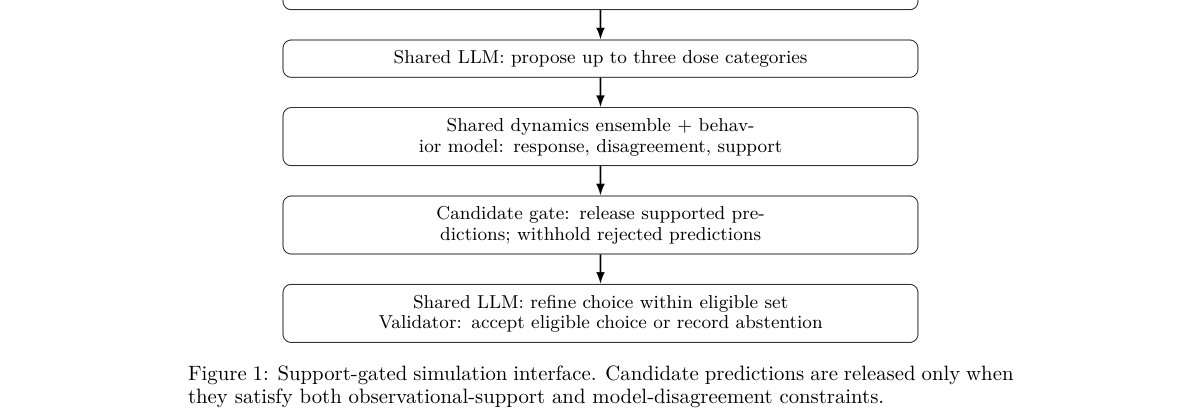 Shared LLM: propose up to three dose categories
Shared dynamics ensemble + behav-
ior model: response, disagreement, support
Candidate gate: release supported pre-
dictions; withhold rejected predictions
Shared LLM: refine choice within eligible set
Validator: accept eligible choice or record abstention
Figure 1: Support-gated simulation interface. Candidate predictions are released only when
they satisfy both observational-support and model-disagreement constraints.